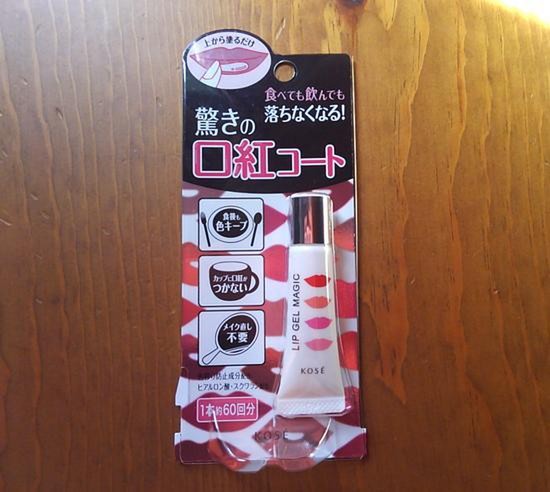 上から塗るだけ
食べても飲んでも
落ちなくなる!
驚きの
口紅コート
食後も
色キープ
カップに口紅が
つかない
メイク直し
不要
ヒアルロン酸・スクワラン配合
1本約60回分
KOSÉ
LIP GEL MAGIC
KOSÉ